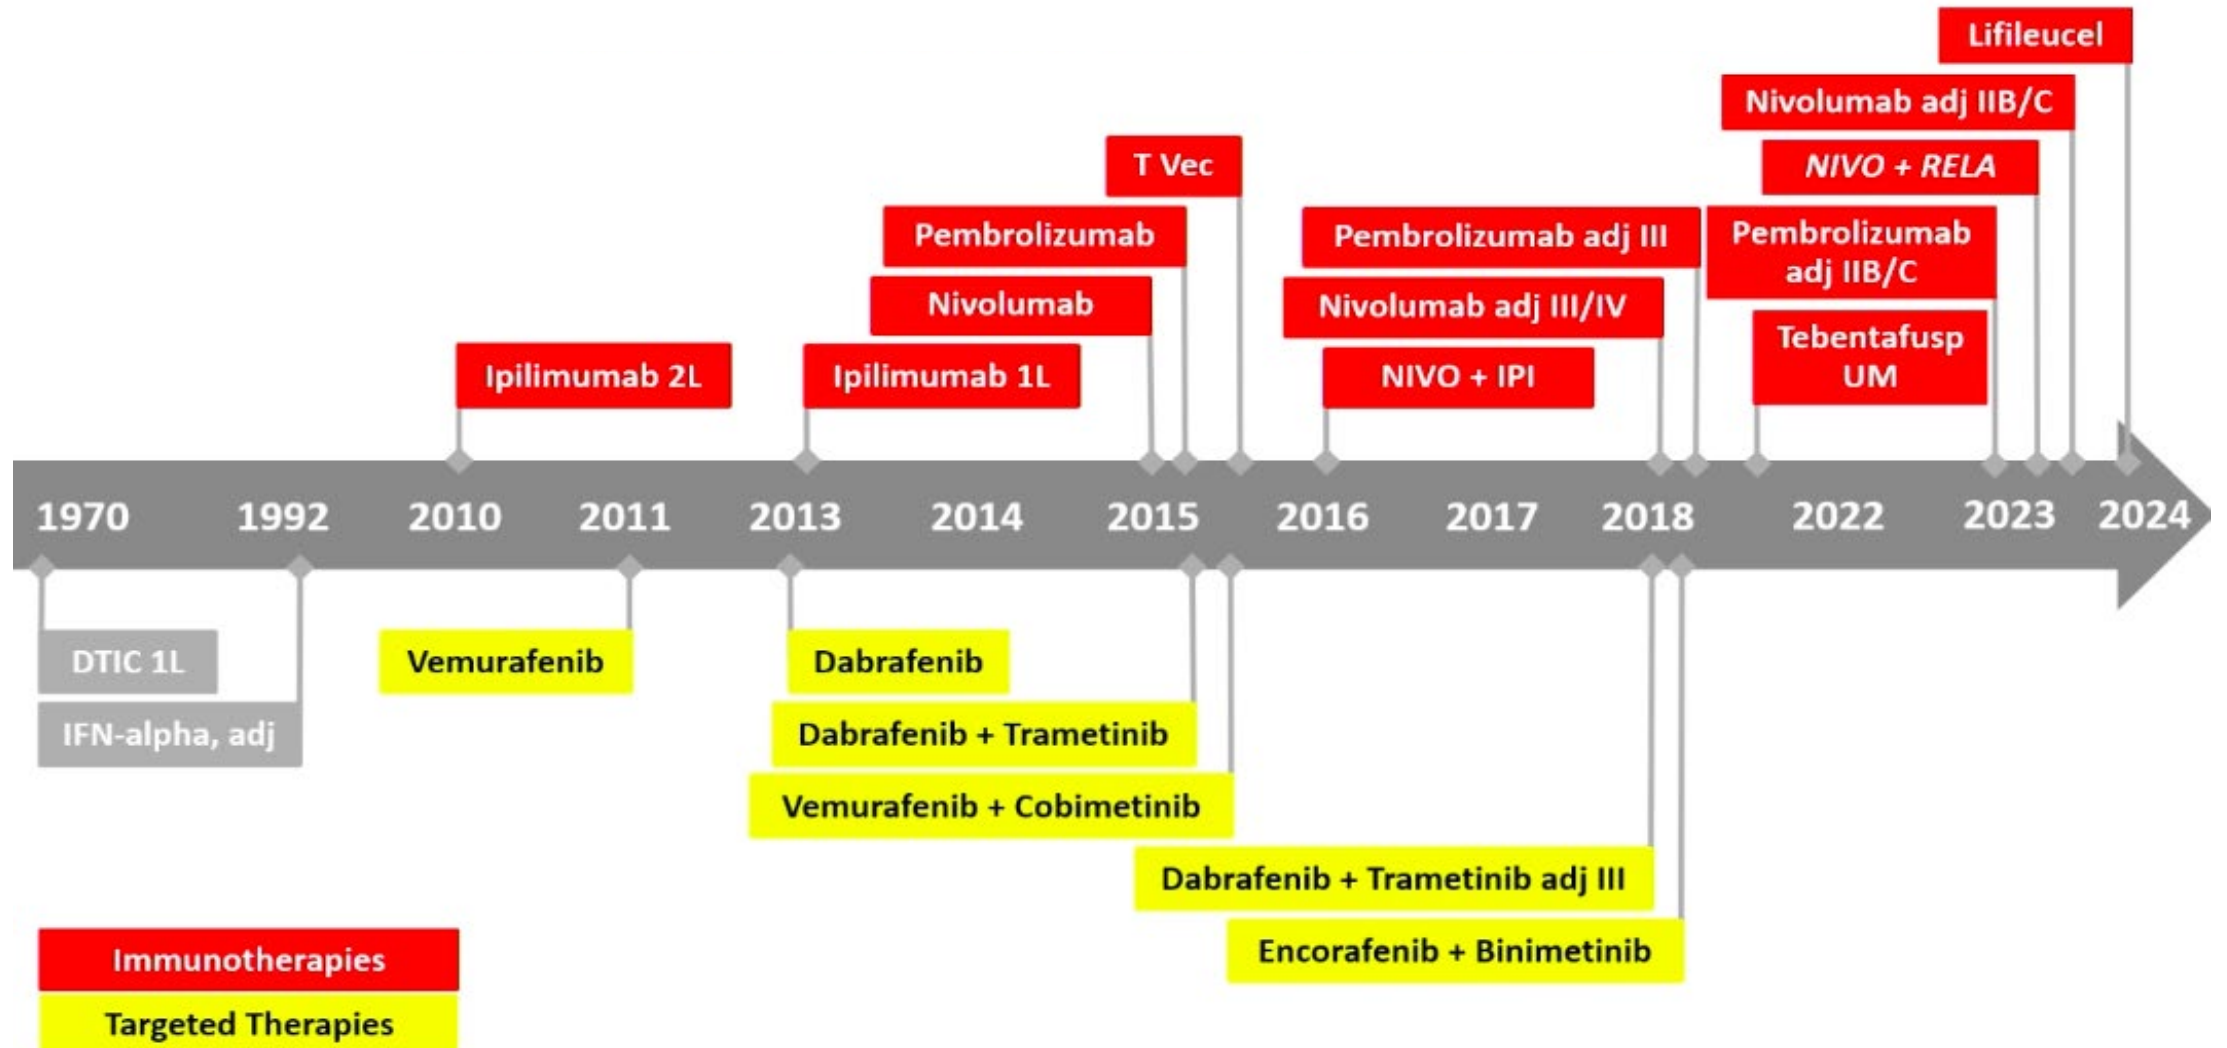 Lifileucel
Nivolumab adj IIB/C
NIVO + RELA
T Vec
Pembrolizumab
Pembrolizumab adj III
Pembrolizumab
adj IIB/C
Nivolumab
Nivolumab adj III/IV
Tebentafusp
UM
Ipilimumab 2L
Ipilimumab 1L
NIVO + IPI
1970 1992 2010 2011 2013 2014 2015 2016 2017 2018 2022 2023 2024
DTIC 1L
Vemurafenib
Dabrafenib
IFN-alpha, adj
Dabrafenib + Trametinib
Vemurafenib + Cobimetinib
Dabrafenib + Trametinib adj III
Encorafenib + Binimetinib
Immunotherapies
Targeted Therapies